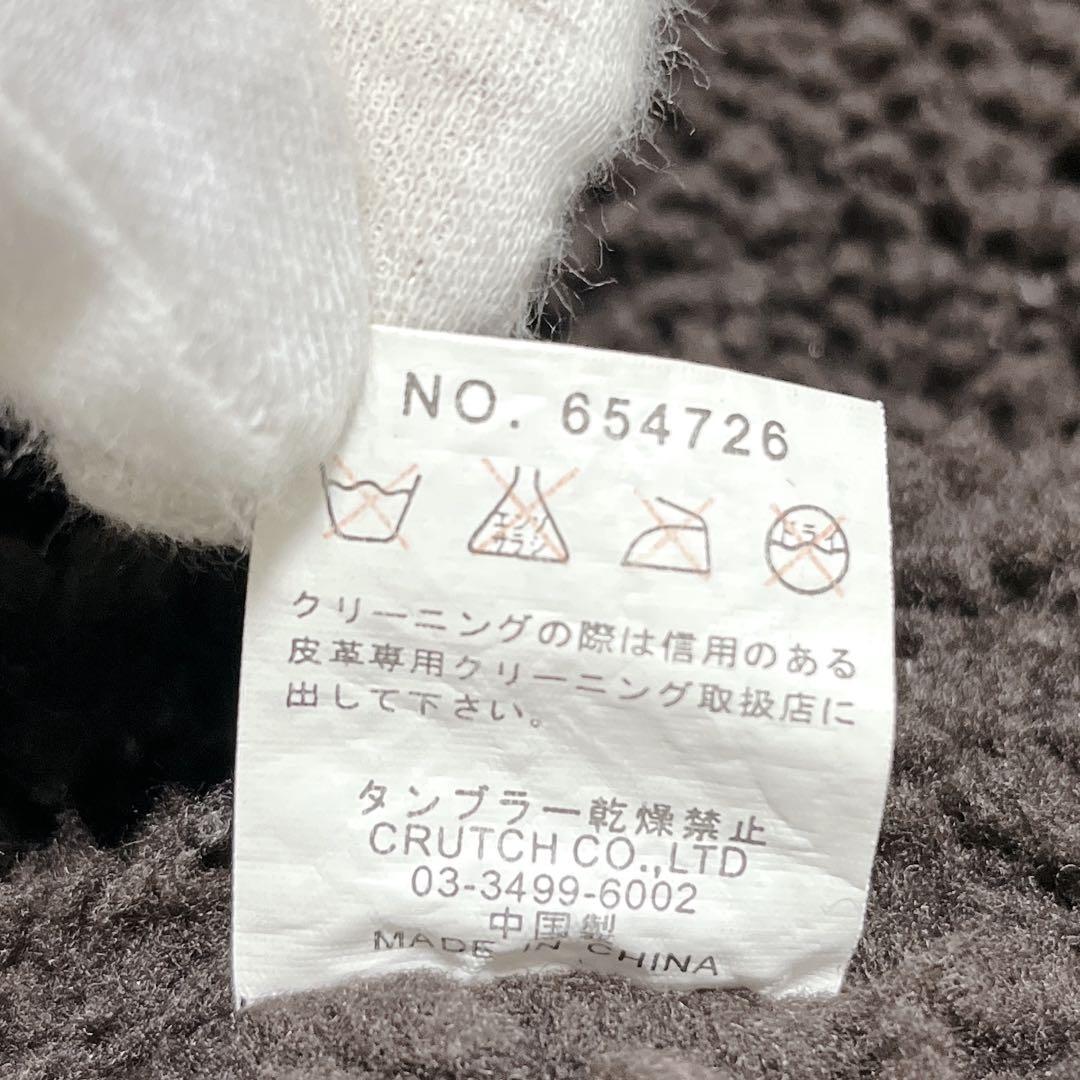 NO. 654726
エンソ
サラシ
ドライ
クリーニングの際は信用のある
皮革専用クリーニング取扱店に
出して下さい。
タンブラー乾燥禁止
CRUTCH CO.,LTD
03-3499-6002
中国製
MADE IN CHINA